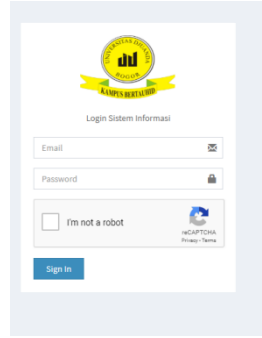 UNIVERSITAS DJUANDA
BOGOR
KAMPUS BERTAUHID
Login Sistem Informasi
Email
Password
I'm not a robot
reCAPTCHA
Privacy - Terms
Sign In